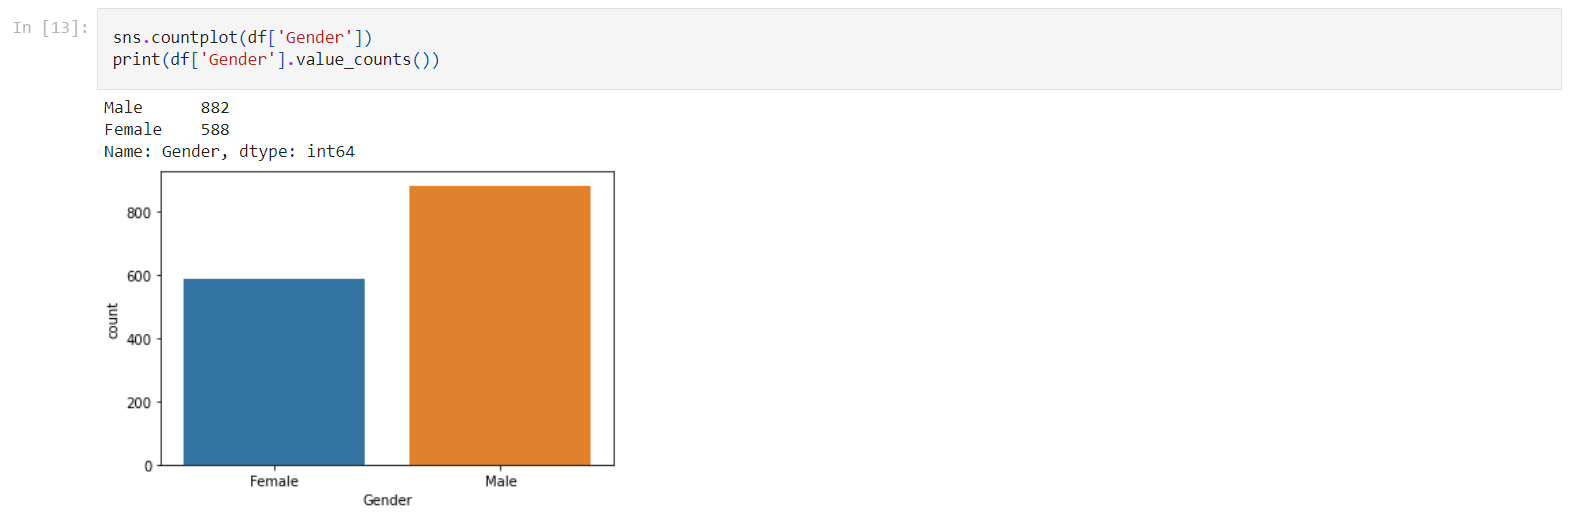 In [13]:
sns.countplot(df['Gender'])
print(df['Gender'].value_counts())
Male      882
Female    588
Name: Gender, dtype: int64
800
600
400
200
0
count
Female Male
Gender